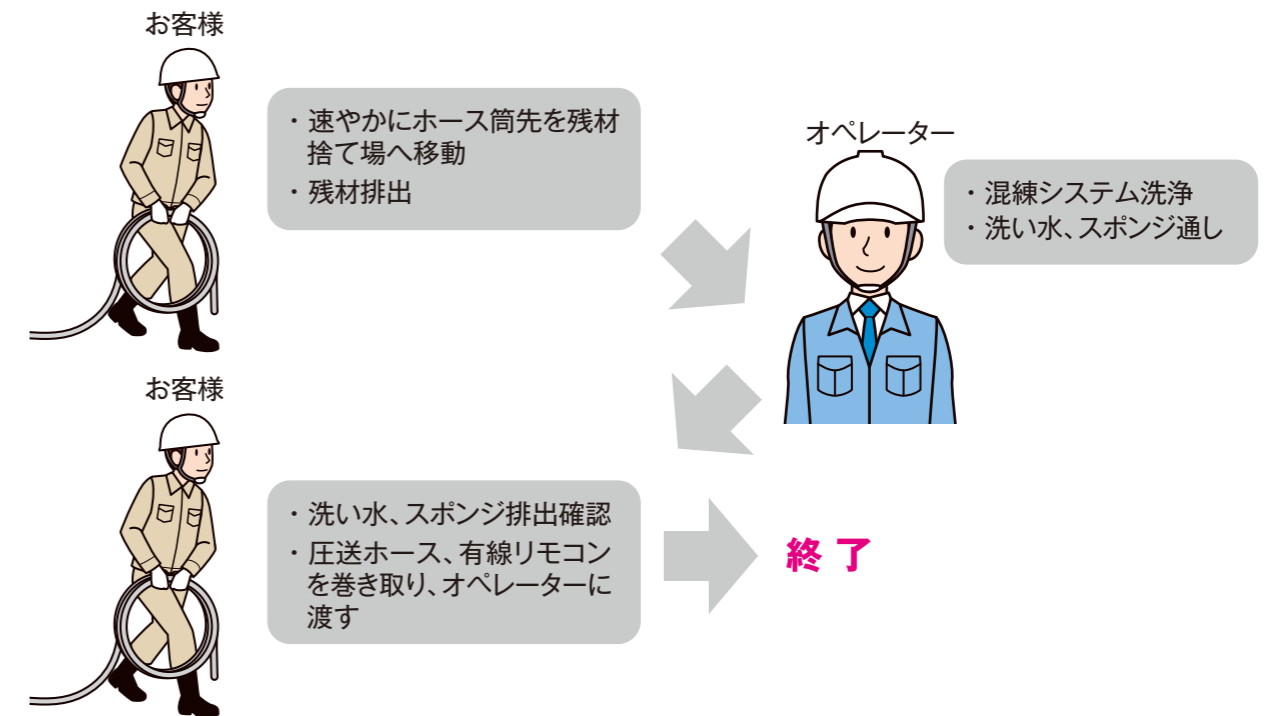 お客様
・速やかにホース筒先を残材
捨て場へ移動
・残材排出
オペレーター
・混練システム洗浄
・洗い水、スポンジ通し
お客様
・洗い水、スポンジ排出確認
・圧送ホース、有線リモコン
を巻き取り、オペレーターに
渡す
終了